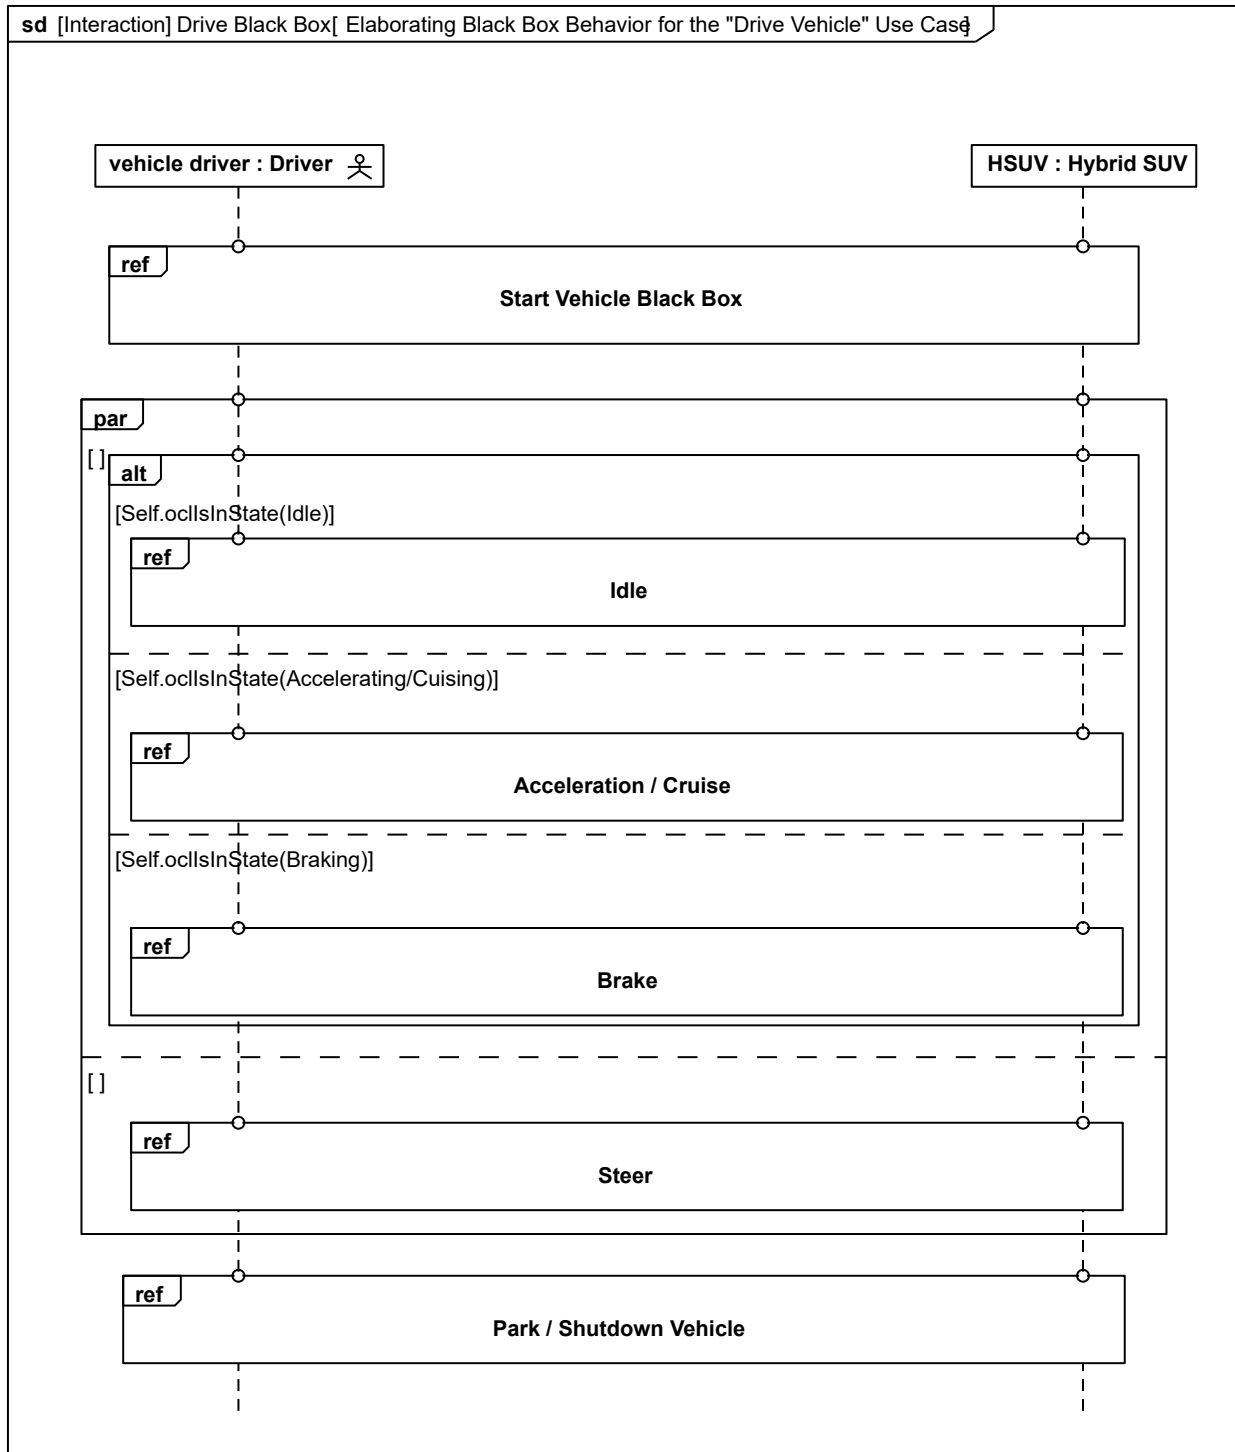 sd [Interaction] Drive Black Box[ Elaborating Black Box Behavior for the "Drive Vehicle" Use Case]
vehicle driver : Driver
HSUV : Hybrid SUV
ref
Start Vehicle Black Box
par
[ ]
alt
[Self.oclIsInState(Idle)]
ref
Idle
[Self.oclIsInState(Accelerating/Cuising)]
ref
Acceleration / Cruise
[Self.oclIsInState(Braking)]
ref
Brake
[ ]
ref
Steer
ref
Park / Shutdown Vehicle